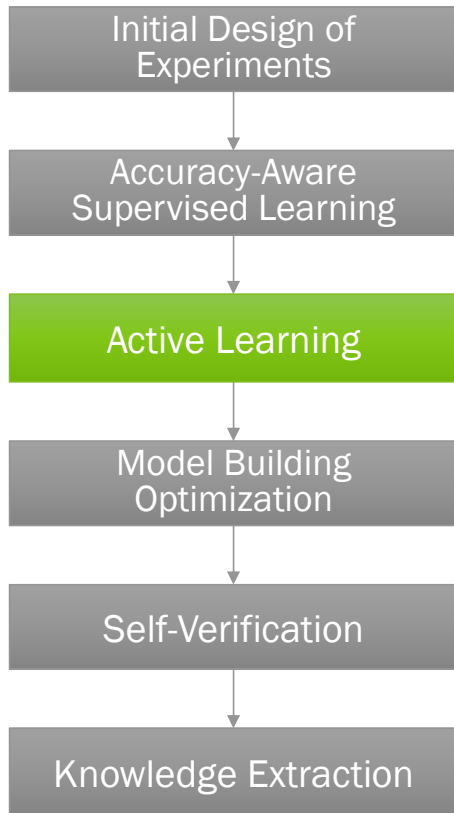 Initial Design of
Experiments
Accuracy-Aware
Supervised Learning
Active Learning
Model Building
Optimization
Self-Verification
Knowledge Extraction